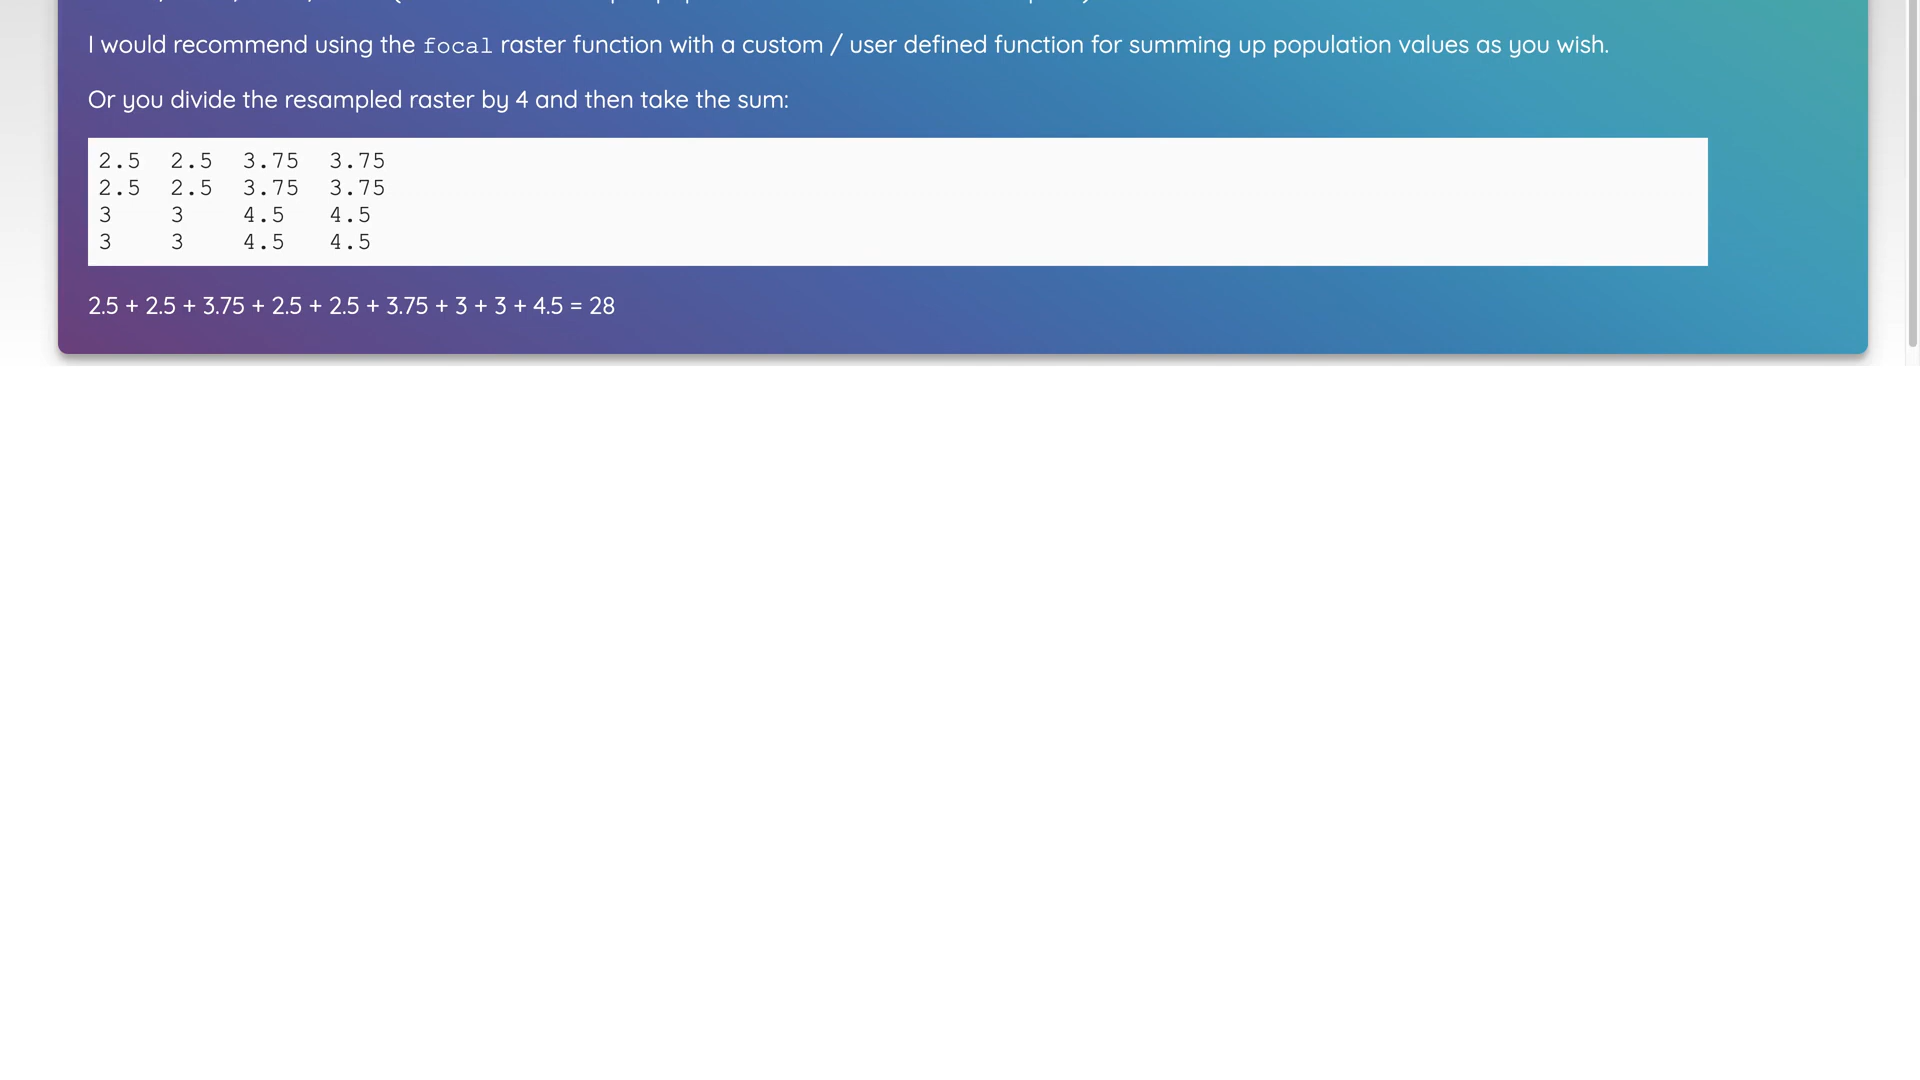 I would recommend using the focal raster function with a custom / user defined function for summing up population values as you wish.
Or you divide the resampled raster by 4 and then take the sum:
2.5  2.5  3.75  3.75
2.5  2.5  3.75  3.75
3    3    4.5  4.5
3    3    4.5  4.5
2.5 + 2.5 + 3.75 + 2.5 + 2.5 + 3.75 + 3 + 3 + 4.5 = 28